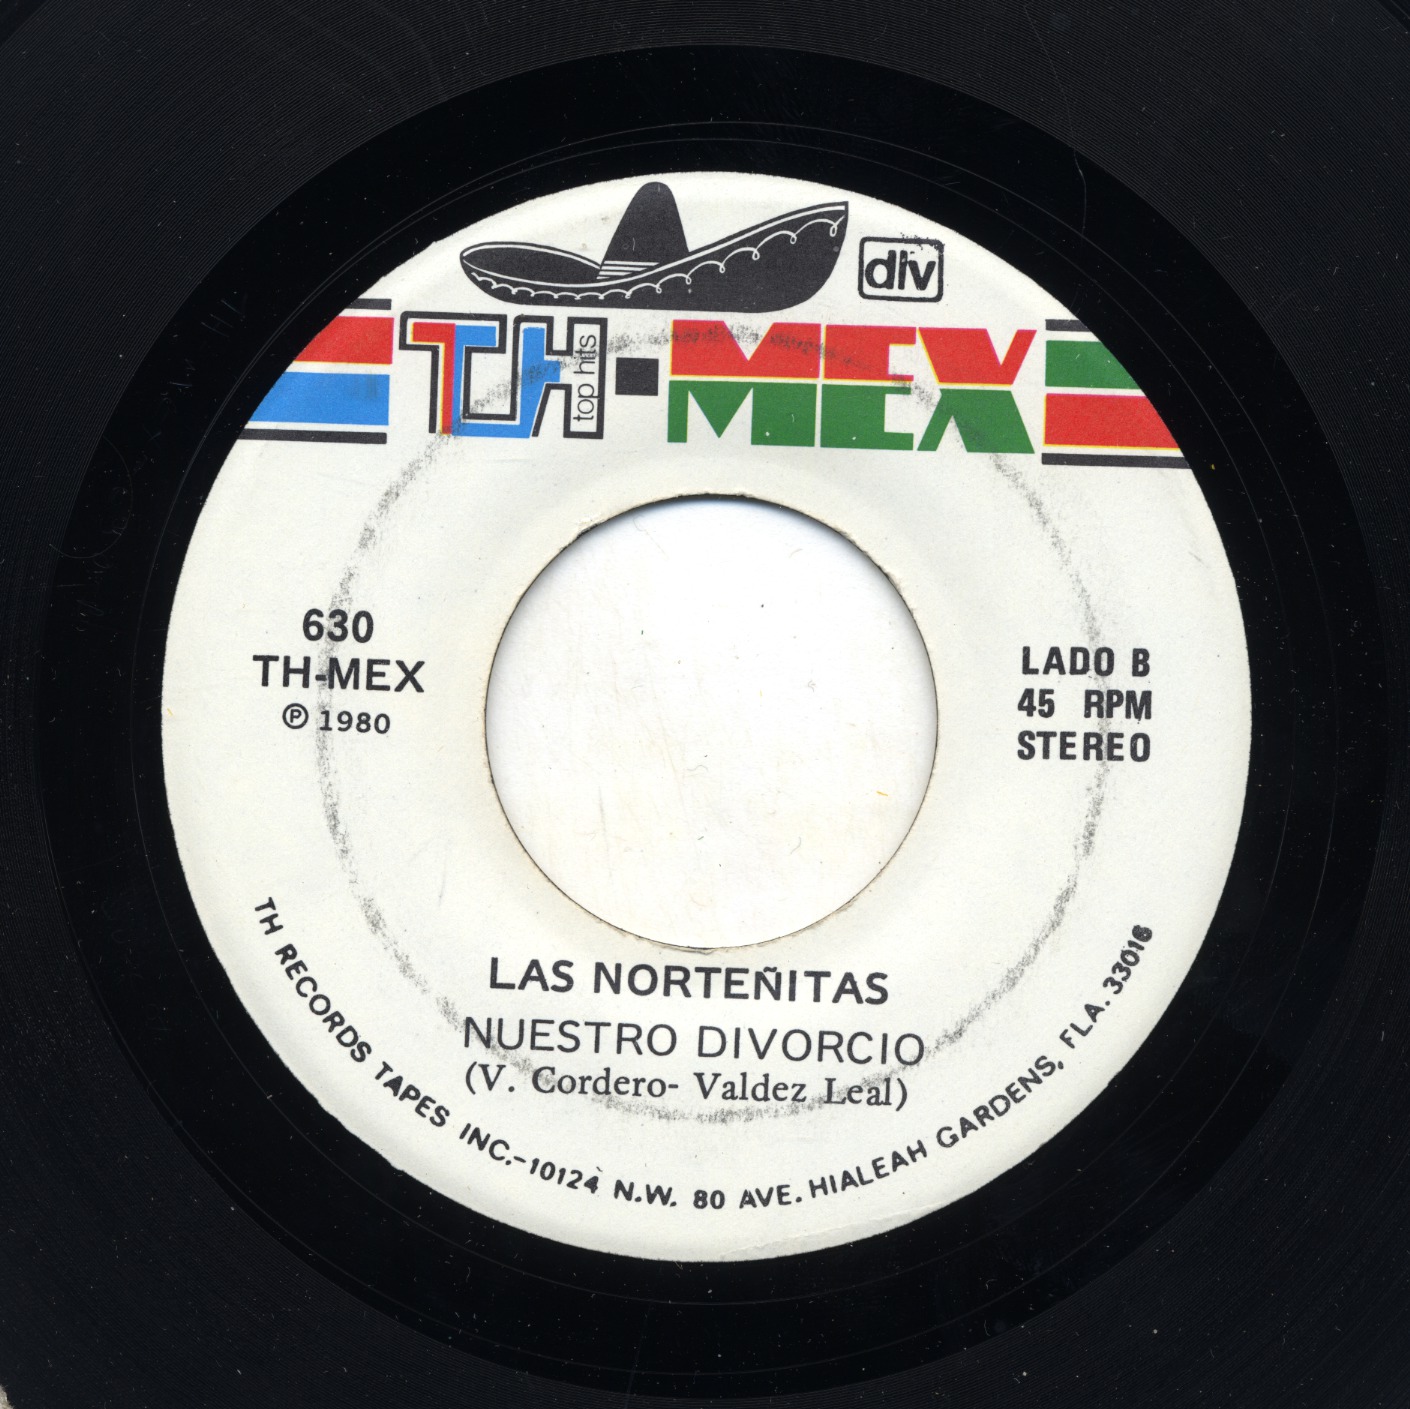 div
TH top hits - MEX
630
TH-MEX
℗ 1980
LADO B
45 RPM
STEREO
LAS NORTEÑITAS
NUESTRO DIVORCIO
(V. Cordero- Valdez Leal)
TH RECORDS TAPES INC.-10124 N.W. 80 AVE. HIALEAH GARDENS, FLA. 33016